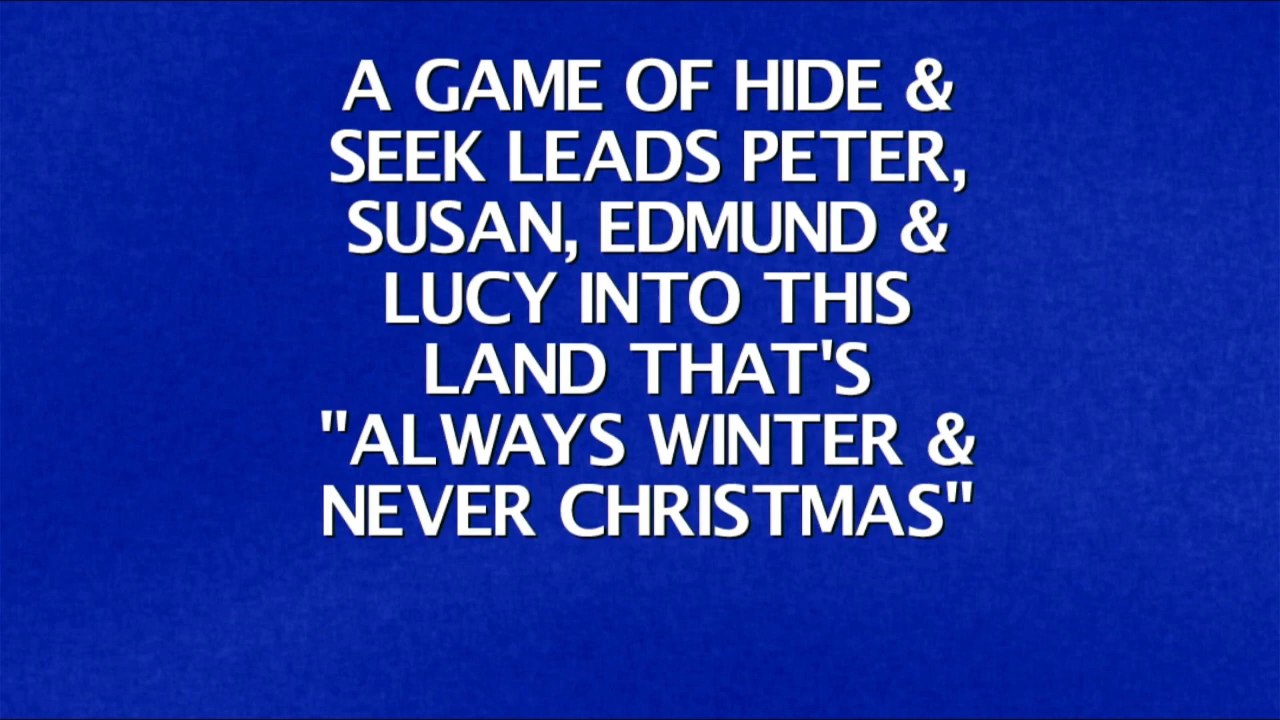 A GAME OF HIDE &
SEEK LEADS PETER,
SUSAN, EDMUND &
LUCY INTO THIS
LAND THAT'S
"ALWAYS WINTER &
NEVER CHRISTMAS"